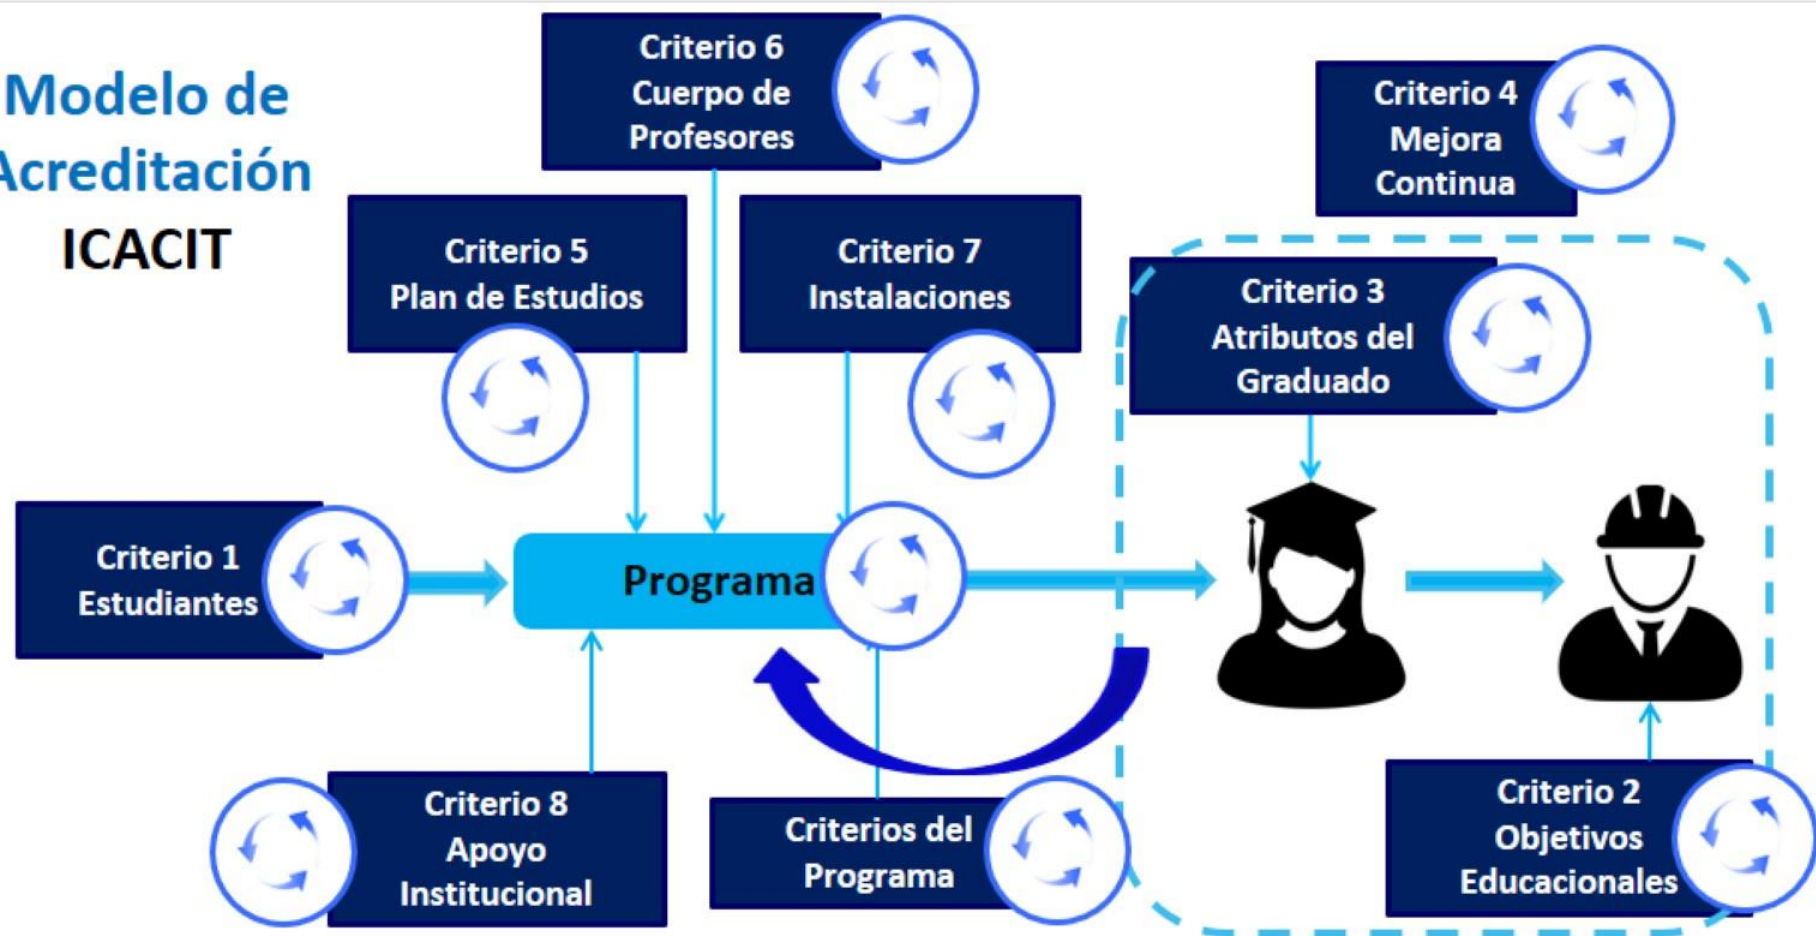 Modelo de
Acreditación
ICACIT
Criterio 6
Cuerpo de
Profesores
Criterio 4
Mejora
Continua
Criterio 5
Plan de Estudios
Criterio 7
Instalaciones
Criterio 3
Atributos del
Graduado
Criterio 1
Estudiantes
Programa
Criterio 8
Apoyo
Institucional
Criterios del
Programa
Criterio 2
Objetivos
Educacionales